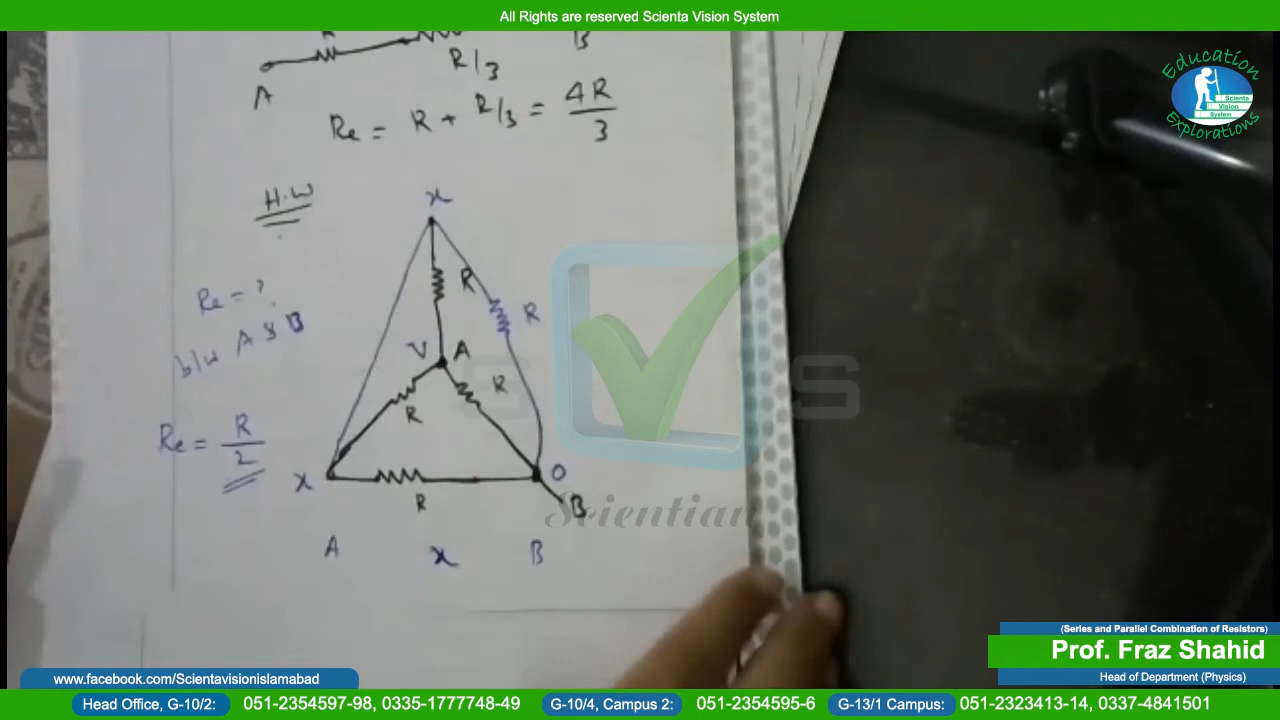 All Rights are reserved Scienta Vision System
Education
Scienta
Vision
System
Explorations
B
R/3
A
Re = R + R/3 = 4R/3
H.W
x
R
R
Re = ?
b/w A & B
V A
R
R
Re = R/2
x
O
R
B
S S
Scientian
A x B
(Series and Parallel Combination of Resistors)
Prof. Fraz Shahid
Head of Department (Physics)
www.facebook.com/Scientavisionislamabad
Head Office, G-10/2: 051-2354597-98, 0335-1777748-49 G-10/4, Campus 2: 051-2354595-6 G-13/1 Campus: 051-2323413-14, 0337-4841501